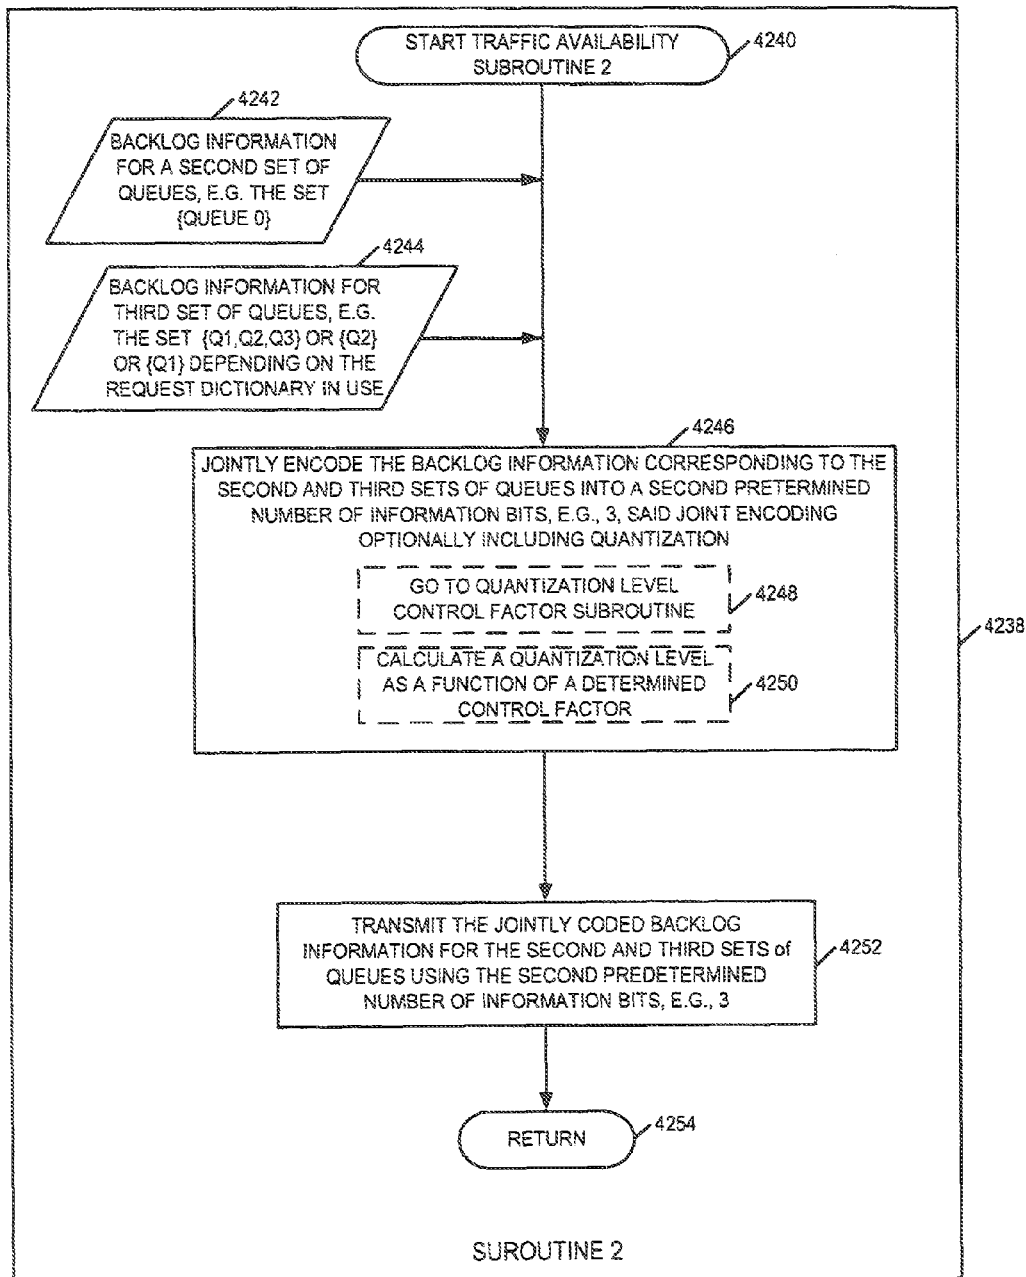 START TRAFFIC AVAILABILITY
SUBROUTINE 2
4240
4242
BACKLOG INFORMATION
FOR A SECOND SET OF
QUEUES, E.G. THE SET
{QUEUE 0}
4244
BACKLOG INFORMATION FOR
THIRD SET OF QUEUES, E.G.
THE SET {Q1,Q2,Q3} OR {Q2}
OR {Q1} DEPENDING ON THE
REQUEST DICTIONARY IN USE
4246
JOINTLY ENCODE THE BACKLOG INFORMATION CORRESPONDING TO THE
SECOND AND THIRD SETS OF QUEUES INTO A SECOND PRETERMINED
NUMBER OF INFORMATION BITS, E.G., 3, SAID JOINT ENCODING
OPTIONALLY INCLUDING QUANTIZATION
GO TO QUANTIZATION LEVEL
CONTROL FACTOR SUBROUTINE
4248
4238
CALCULATE A QUANTIZATION LEVEL
AS A FUNCTION OF A DETERMINED
CONTROL FACTOR
4250
TRANSMIT THE JOINTLY CODED BACKLOG
INFORMATION FOR THE SECOND AND THIRD SETS of
QUEUES USING THE SECOND PREDETERMINED
NUMBER OF INFORMATION BITS, E.G., 3
4252
RETURN
4254
SUROUTINE 2